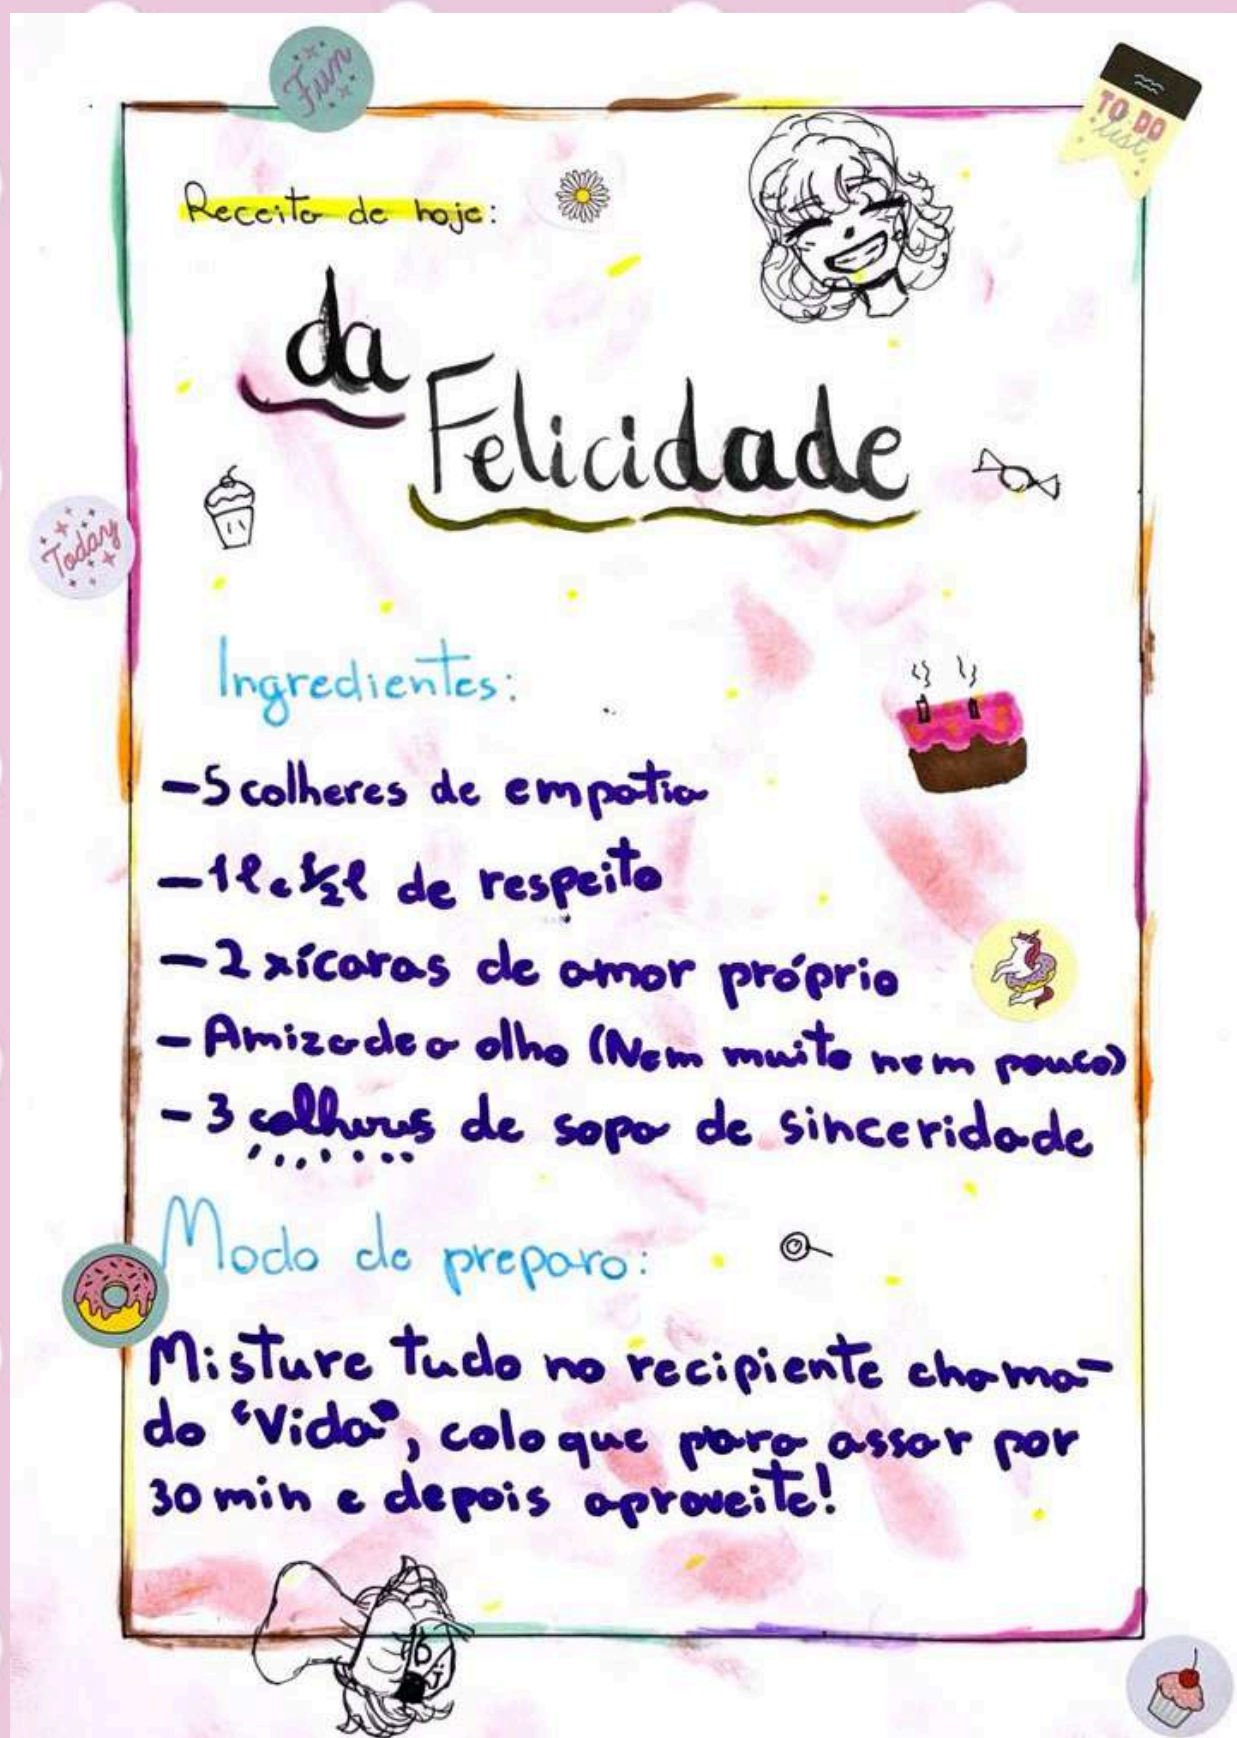 Fun
TO DO
list
Receita de hoje:
da
Felicidade
Today
Ingredientes:
-5 colheres de empatia
-1l e ½l de respeito
-2 xícaras de amor próprio
- Amizade a olho (Nem muito nem pouco)
- 3 colheres de sopa de sinceridade
Modo de preparo:
Misture tudo no recipiente chama-
do "Vida", coloque para assar por
30 min e depois aproveite!